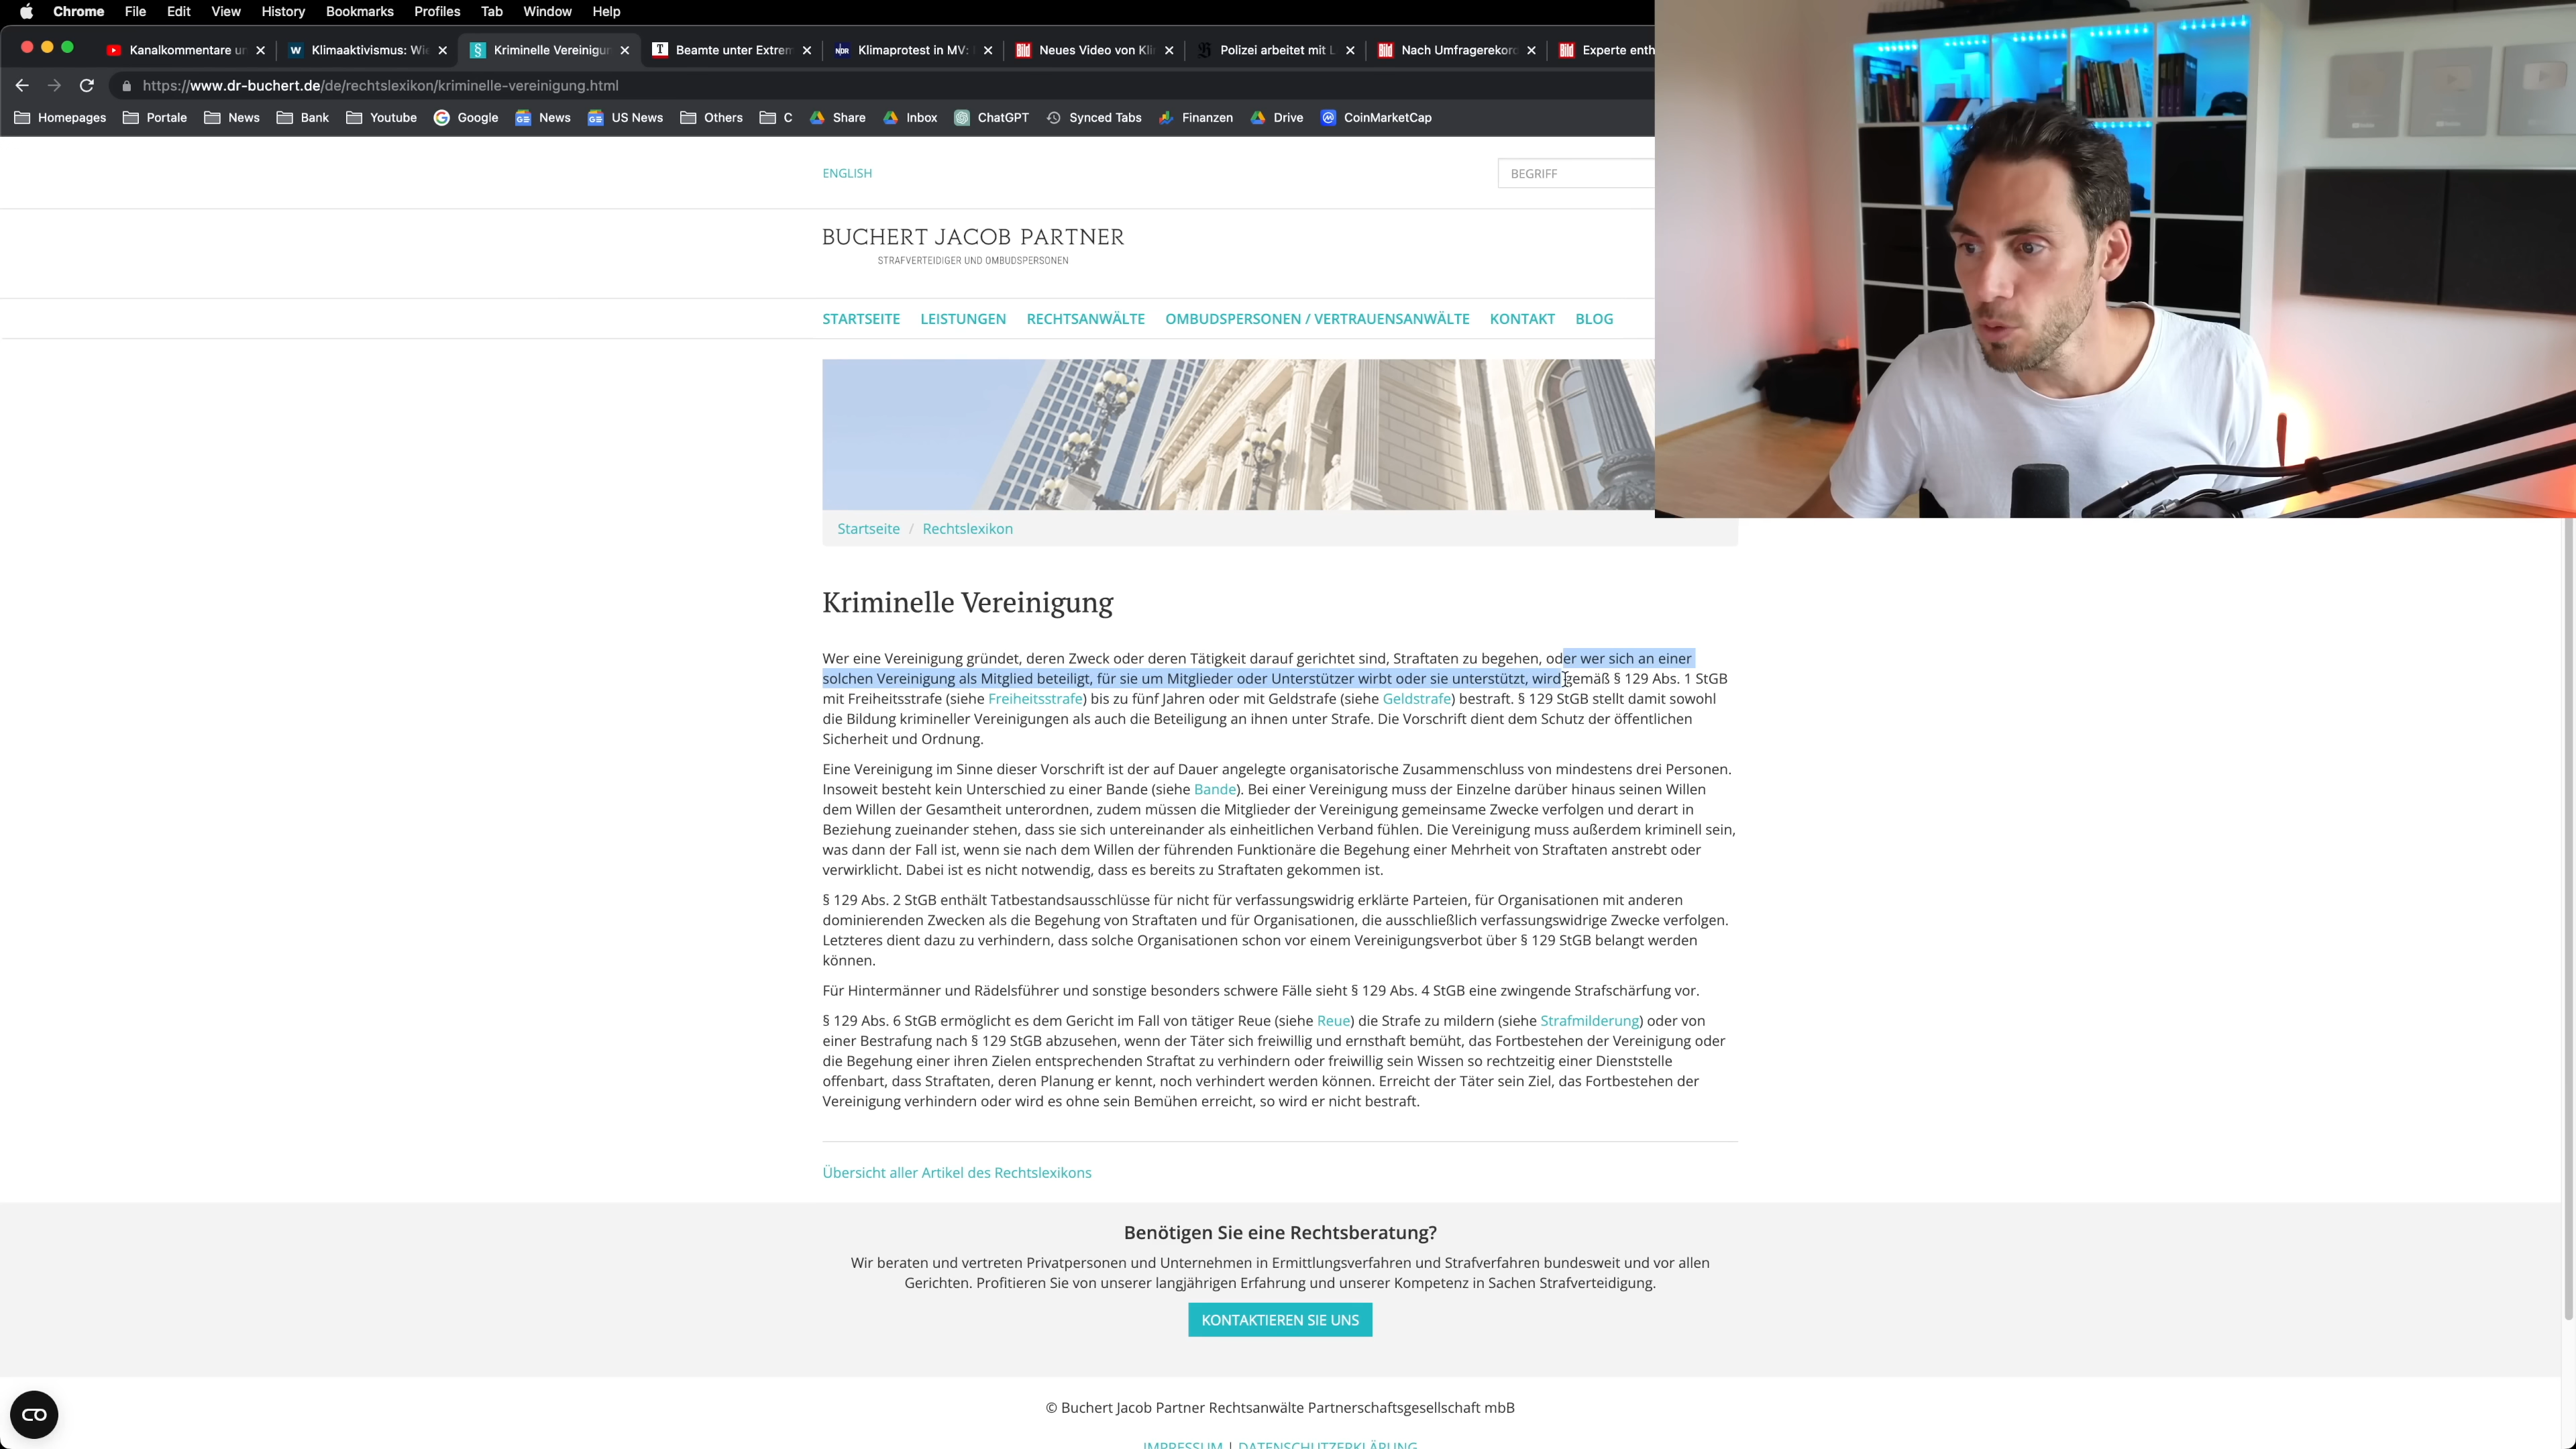 Chrome File Edit View History Bookmarks Profiles Tab Window Help
Kanalkommentare un
Klimaaktivismus: Wie
Kriminelle Vereinigun
Beamte unter Extrem
Klimaprotest in MV:
Neues Video von Kli
Polizei arbeitet mit L
Nach Umfragerekord
Experte enth
https://www.dr-buchert.de/de/rechtslexikon/kriminelle-vereinigung.html
Homepages Portale News Bank Youtube Google News US News Others C Share Inbox ChatGPT Synced Tabs Finanzen Drive CoinMarketCap
ENGLISH
BEGRIFF
BUCHERT JACOB PARTNER
STRAFVERTEIDIGER UND OMBUDSPERSONEN
STARTSEITE LEISTUNGEN RECHTSANWÄLTE OMBUDSPERSONEN / VERTRAUENSANWÄLTE KONTAKT BLOG
Startseite / Rechtslexikon
Kriminelle Vereinigung
Wer eine Vereinigung gründet, deren Zweck oder deren Tätigkeit darauf gerichtet sind, Straftaten zu begehen, oder wer sich an einer
solchen Vereinigung als Mitglied beteiligt, für sie um Mitglieder oder Unterstützer wirbt oder sie unterstützt, wird gemäß § 129 Abs. 1 StGB
mit Freiheitsstrafe (siehe Freiheitsstrafe) bis zu fünf Jahren oder mit Geldstrafe (siehe Geldstrafe) bestraft. § 129 StGB stellt damit sowohl
die Bildung krimineller Vereinigungen als auch die Beteiligung an ihnen unter Strafe. Die Vorschrift dient dem Schutz der öffentlichen
Sicherheit und Ordnung.
Eine Vereinigung im Sinne dieser Vorschrift ist der auf Dauer angelegte organisatorische Zusammenschluss von mindestens drei Personen.
Insoweit besteht kein Unterschied zu einer Bande (siehe Bande). Bei einer Vereinigung muss der Einzelne darüber hinaus seinen Willen
dem Willen der Gesamtheit unterordnen, zudem müssen die Mitglieder der Vereinigung gemeinsame Zwecke verfolgen und derart in
Beziehung zueinander stehen, dass sie sich untereinander als einheitlichen Verband fühlen. Die Vereinigung muss außerdem kriminell sein,
was dann der Fall ist, wenn sie nach dem Willen der führenden Funktionäre die Begehung einer Mehrheit von Straftaten anstrebt oder
verwirklicht. Dabei ist es nicht notwendig, dass es bereits zu Straftaten gekommen ist.
§ 129 Abs. 2 StGB enthält Tatbestandsausschlüsse für nicht für verfassungswidrig erklärte Parteien, für Organisationen mit anderen
dominierenden Zwecken als die Begehung von Straftaten und für Organisationen, die ausschließlich verfassungswidrige Zwecke verfolgen.
Letzteres dient dazu zu verhindern, dass solche Organisationen schon vor einem Vereinigungsverbot über § 129 StGB belangt werden
können.
Für Hintermänner und Rädelsführer und sonstige besonders schwere Fälle sieht § 129 Abs. 4 StGB eine zwingende Strafschärfung vor.
§ 129 Abs. 6 StGB ermöglicht es dem Gericht im Fall von tätiger Reue (siehe Reue) die Strafe zu mildern (siehe Strafmilderung) oder von
einer Bestrafung nach § 129 StGB abzusehen, wenn der Täter sich freiwillig und ernsthaft bemüht, das Fortbestehen der Vereinigung oder
die Begehung einer ihren Zielen entsprechenden Straftat zu verhindern oder freiwillig sein Wissen so rechtzeitig einer Dienststelle
offenbart, dass Straftaten, deren Planung er kennt, noch verhindert werden können. Erreicht der Täter sein Ziel, das Fortbestehen der
Vereinigung verhindern oder wird es ohne sein Bemühen erreicht, so wird er nicht bestraft.
Übersicht aller Artikel des Rechtslexikons
Benötigen Sie eine Rechtsberatung?
Wir beraten und vertreten Privatpersonen und Unternehmen in Ermittlungsverfahren und Strafverfahren bundesweit und vor allen
Gerichten. Profitieren Sie von unserer langjährigen Erfahrung und unserer Kompetenz in Sachen Strafverteidigung.
KONTAKTIEREN SIE UNS
© Buchert Jacob Partner Rechtsanwälte Partnerschaftsgesellschaft mbB
IMPRESSUM | DATENSCHUTZERKLÄRUNG